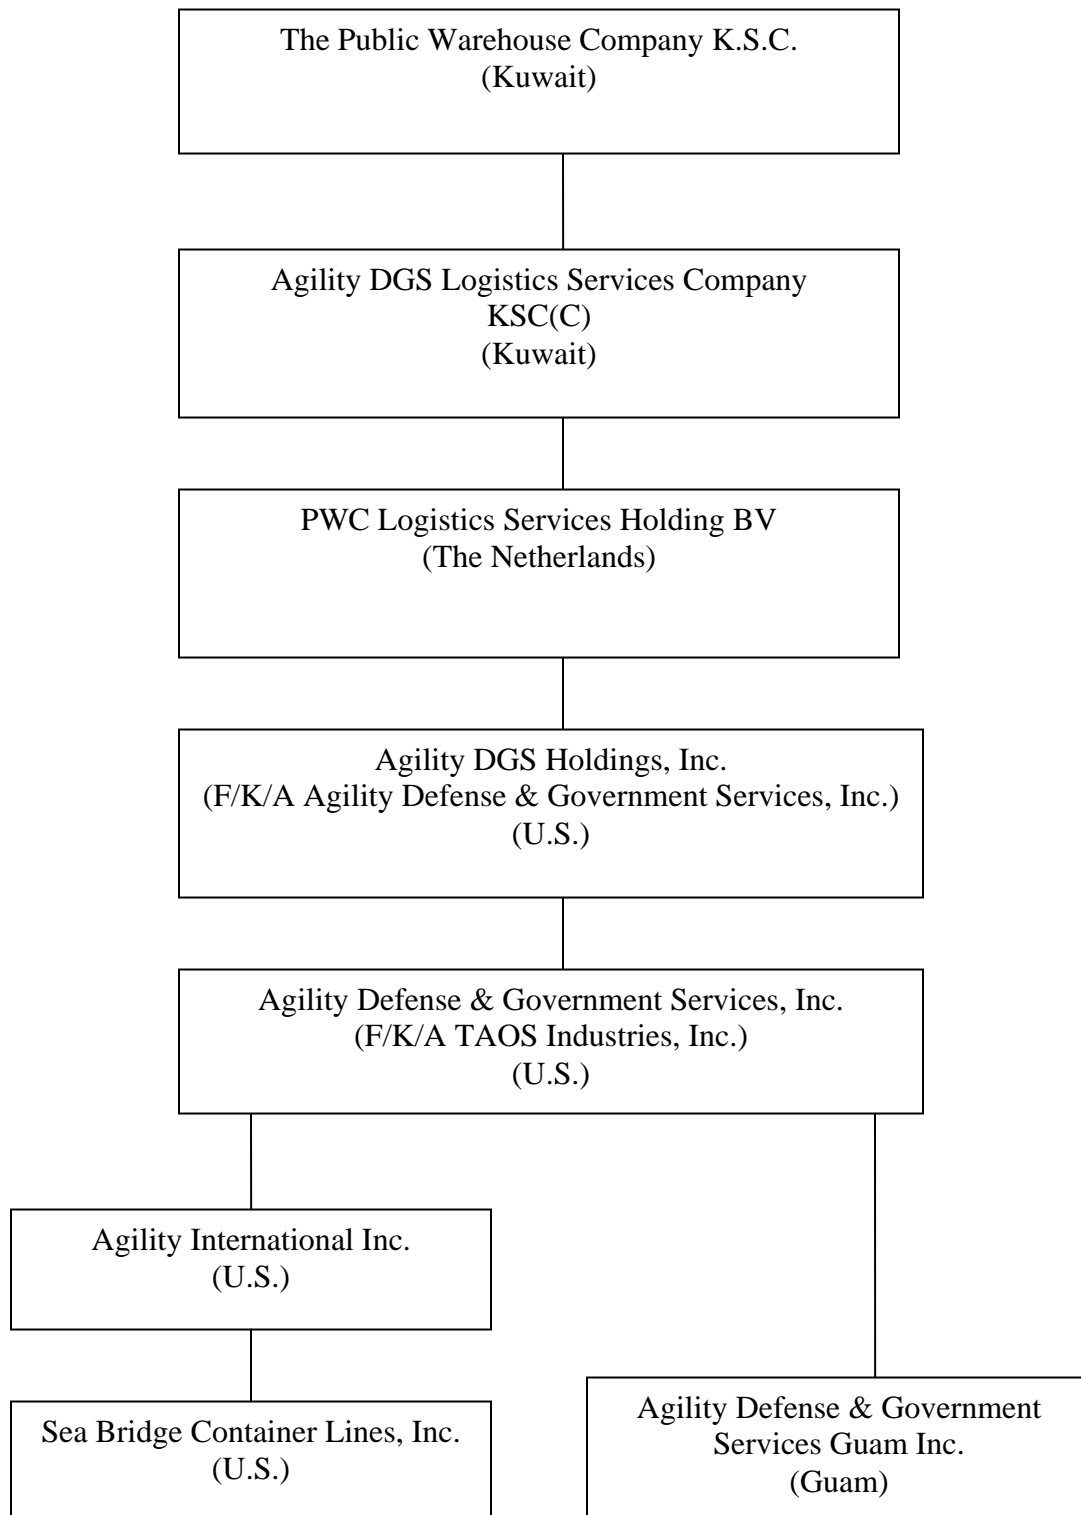 The Public Warehouse Company K.S.C.
(Kuwait)
Agility DGS Logistics Services Company
KSC(C)
(Kuwait)
PWC Logistics Services Holding BV
(The Netherlands)
Agility DGS Holdings, Inc.
(F/K/A Agility Defense & Government Services, Inc.)
(U.S.)
Agility Defense & Government Services, Inc.
(F/K/A TAOS Industries, Inc.)
(U.S.)
Agility International Inc.
(U.S.)
Sea Bridge Container Lines, Inc.
(U.S.)
Agility Defense & Government
Services Guam Inc.
(Guam)